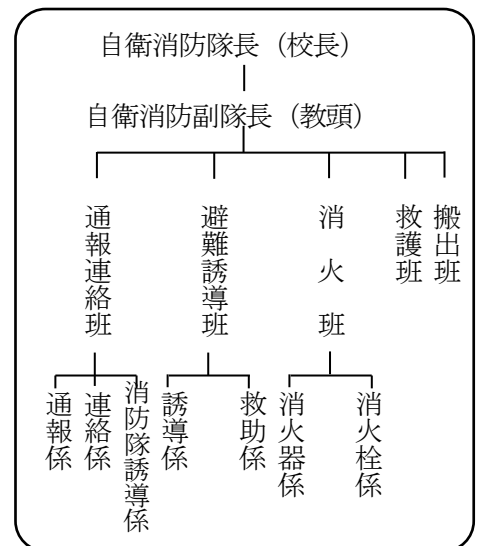 自衛消防隊長（校長）
自衛消防副隊長（教頭）
通報連絡班
避難誘導班
消火班
救護班
搬出班
通報係
連絡係
消防隊誘導係
誘導係
救助係
消火器係
消火栓係